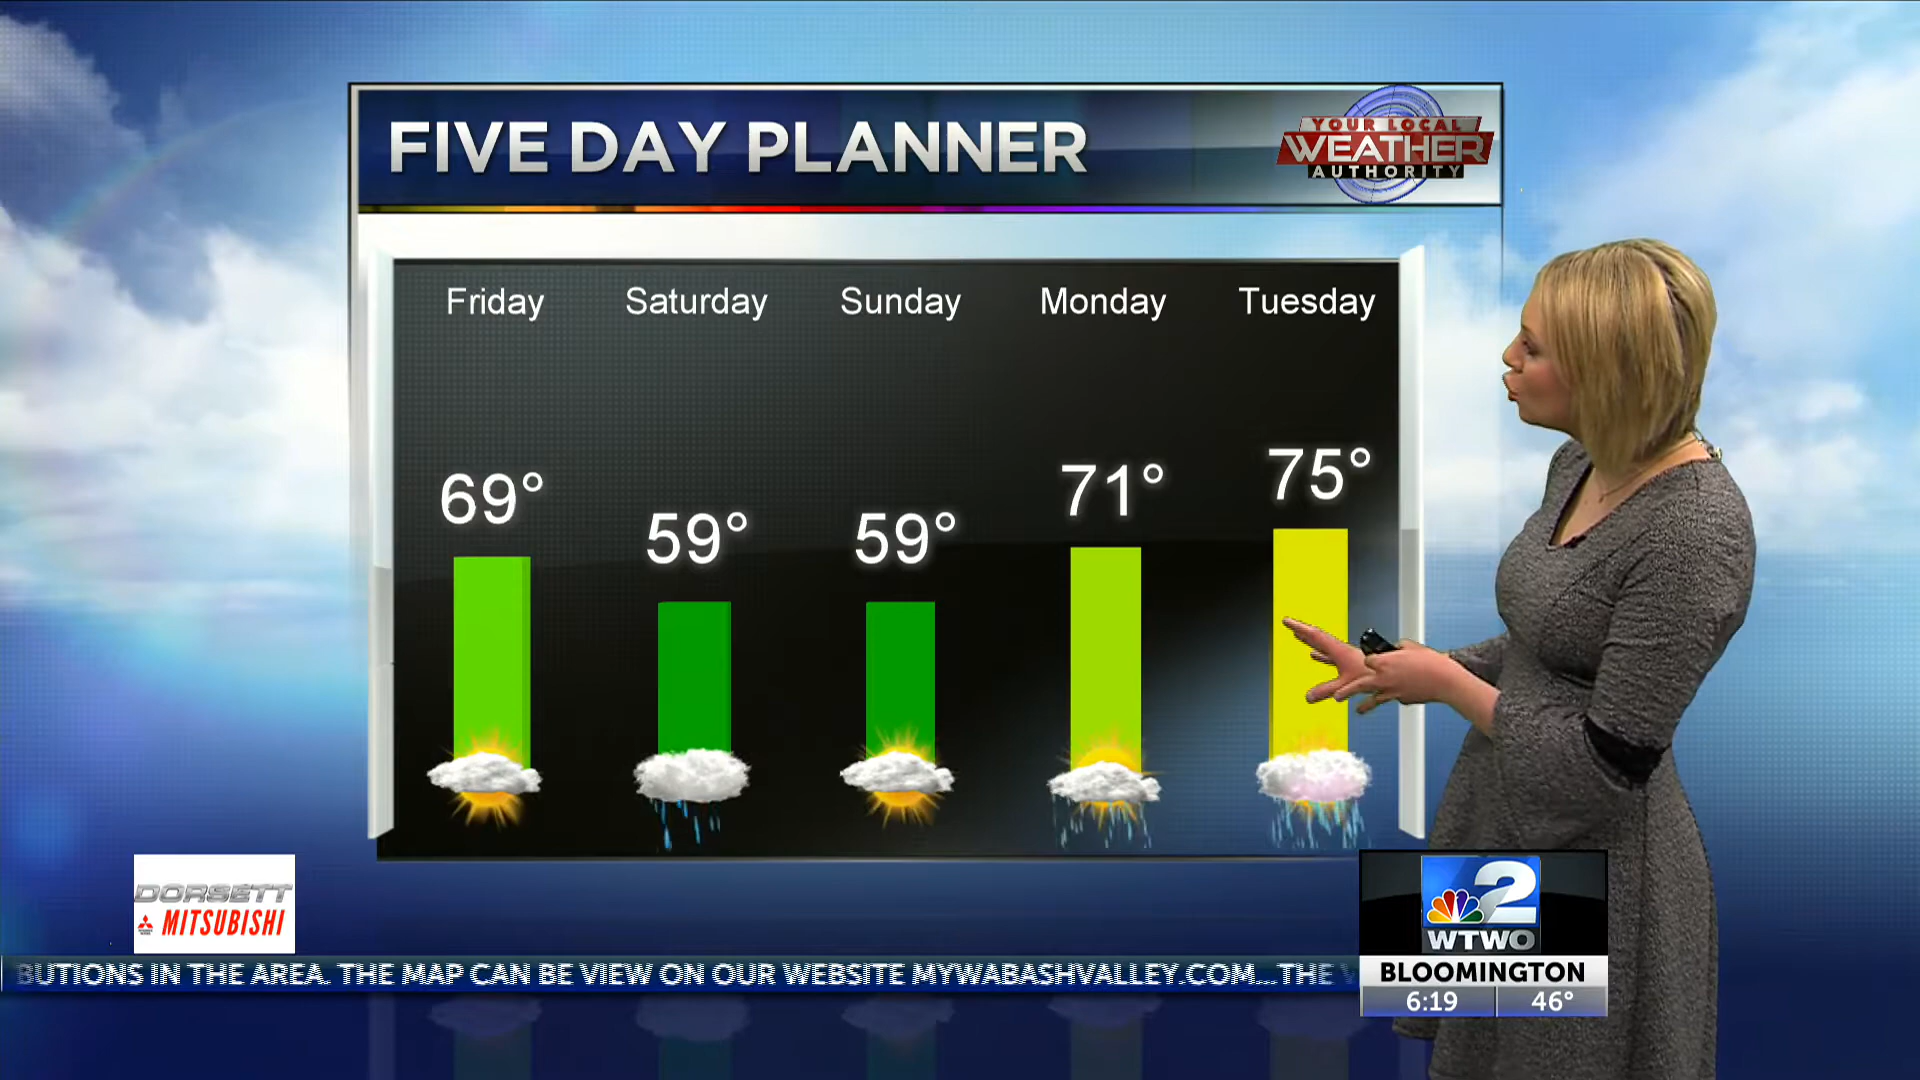 FIVE DAY PLANNER
YOUR LOCAL
WEATHER
AUTHORITY
Friday Saturday Sunday Monday Tuesday
69° 59° 59° 71° 75°
DORSETT
MITSUBISHI
2
WTWO
BUTIONS IN THE AREA. THE MAP CAN BE VIEW ON OUR WEBSITE MYWABASHVALLEY.COM....THE
BLOOMINGTON
6:19 46°